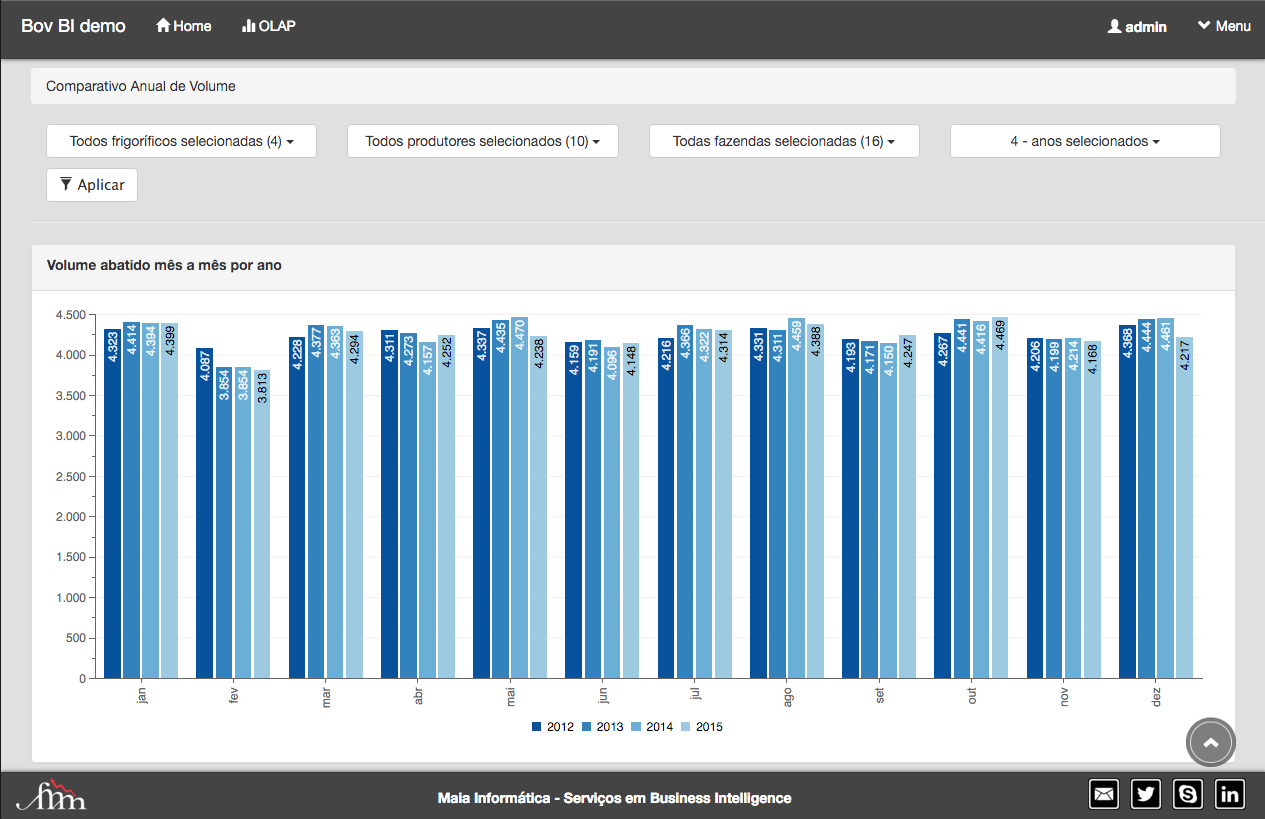 Bov BI demo Home OLAP admin Menu
Comparativo Anual de Volume
Todos frigoríficos selecionadas (4) Todos produtores selecionados (10) Todas fazendas selecionadas (16) 4 - anos selecionados
Aplicar
Volume abatido mês a mês por ano
4.500
4.000
3.500
3.000
2.500
2.000
1.500
1.000
500
0
4.323 4.414 4.394 4.399
4.087 3.854 3.854 3.813
4.228 4.377 4.363 4.294
4.311 4.273 4.157 4.252
4.337 4.435 4.470 4.238
4.159 4.191 4.096 4.148
4.216 4.366 4.322 4.314
4.331 4.311 4.459 4.388
4.193 4.171 4.150 4.247
4.267 4.441 4.416 4.469
4.206 4.199 4.214 4.168
4.368 4.444 4.461 4.217
jan fev mar abr mai jun jul ago set out nov dez
2012 2013 2014 2015
Maia Informática - Serviços em Business Intelligence